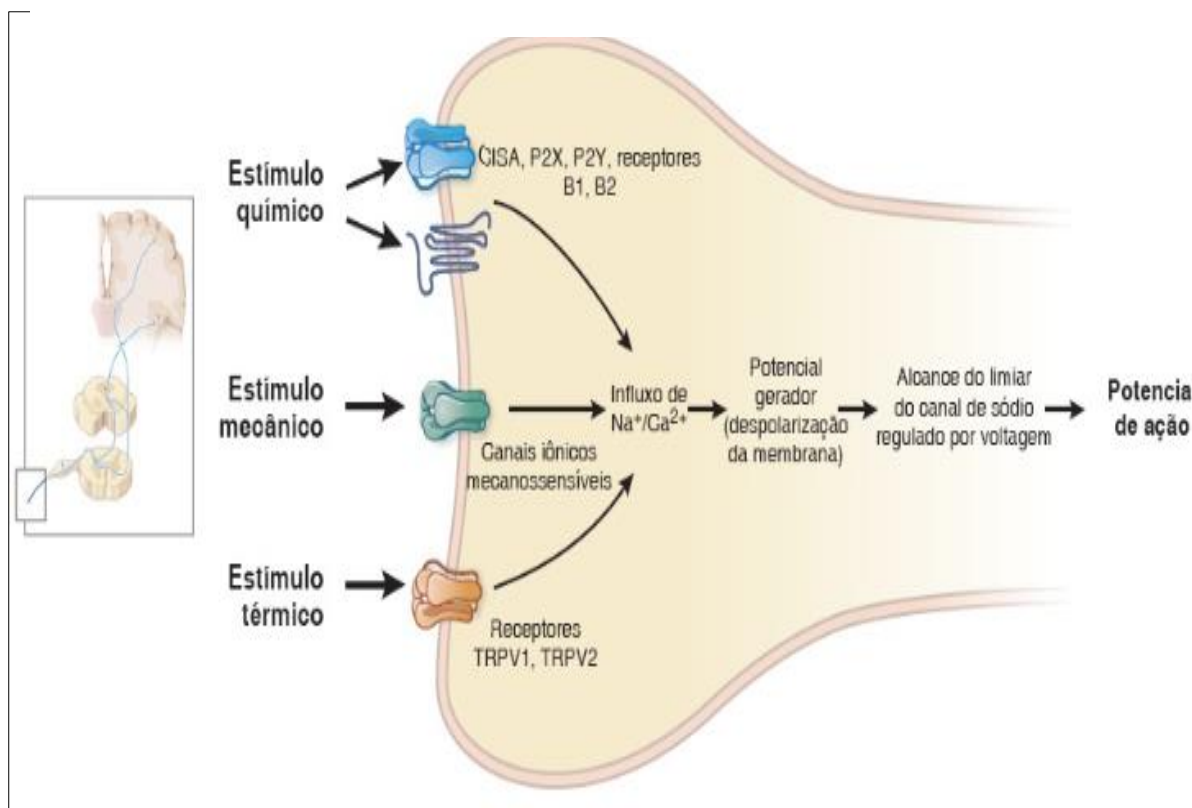 Estímulo
químico
CISA, P2X, P2Y, receptores
B1, B2
Estímulo
mecânico
Canais iônicos
mecanossensíveis
Influxo de
Na⁺/Ca²⁺
Potencial
gerador
(despolarização
da membrana)
Alcance do limiar
do canal de sódio
regulado por voltagem
Potencia
de ação
Estímulo
térmico
Receptores
TRPV1, TRPV2